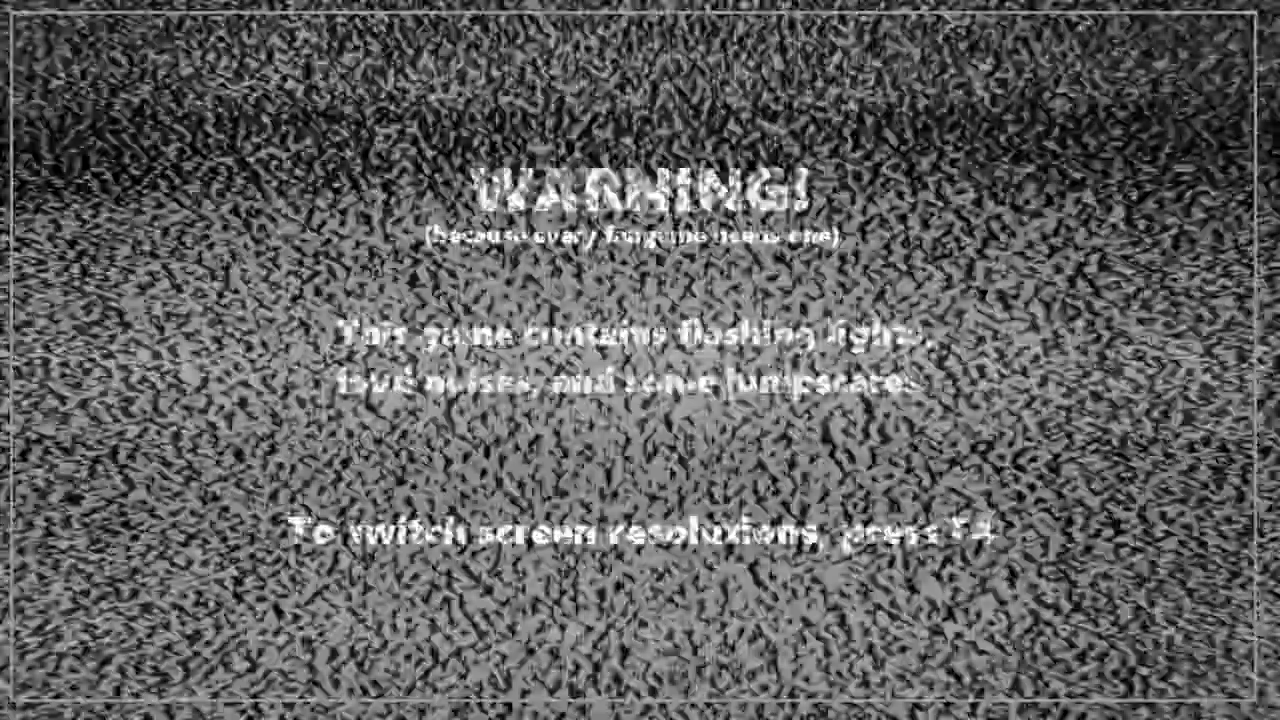 WARNING!
(because every fangame needs one)
This game contains flashing lights,
loud noises, and some jumpscares
To switch screen resolutions, press F4